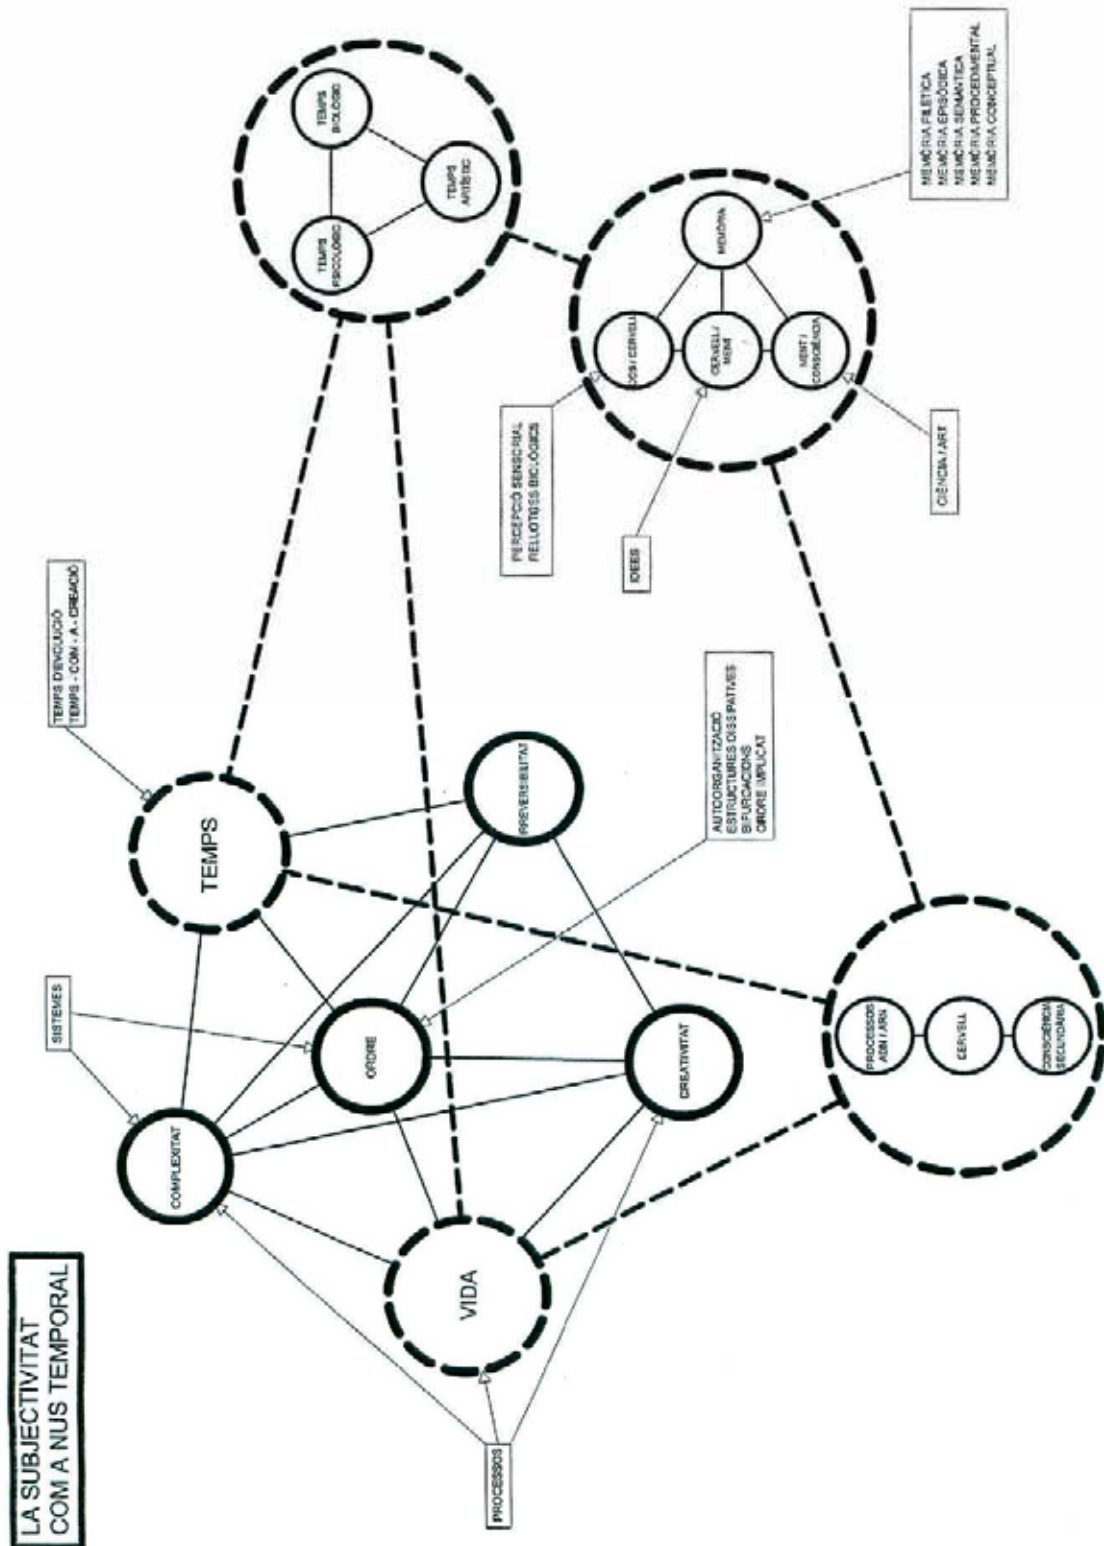 LA SUBJECTIVITAT
COM A NUS TEMPORAL
SISTEMES
TEMPS D'EVOLUCIÓ
TEMPS - COM - A - CREACIÓ
COMPLEXITAT
TEMPS
TEMPS
PSICOLÒGIC
TEMPS
BIOLÒGIC
TEMPS
ARTÍSTIC
ORDRE
VIDA
PROCESSOS
IRREVERSIBILITAT
PERCEPCIÓ SENSORIAL
RELLOTGES BIOLÒGICS
COS / CERVELL
IDEES
CERVELL /
MENT
MEMÒRIA
CREATIVITAT
AUTOORGANITZACIÓ
ESTRUCTURES DISSIPATIVES
BIFURCACIONS
ORDRE IMPLICAT
MENT /
CONSCIÈNCIA
PROCESSOS
ADN / ARN
CERVELL
CONSCIÈNCIA
SECUNDÀRIA
CIÈNCIA / ART
MEMÒRIA FILÈTICA
MEMÒRIA EPISÒDICA
MEMÒRIA SEMÀNTICA
MEMÒRIA PROCEDIMENTAL
MEMÒRIA CONCEPTUAL